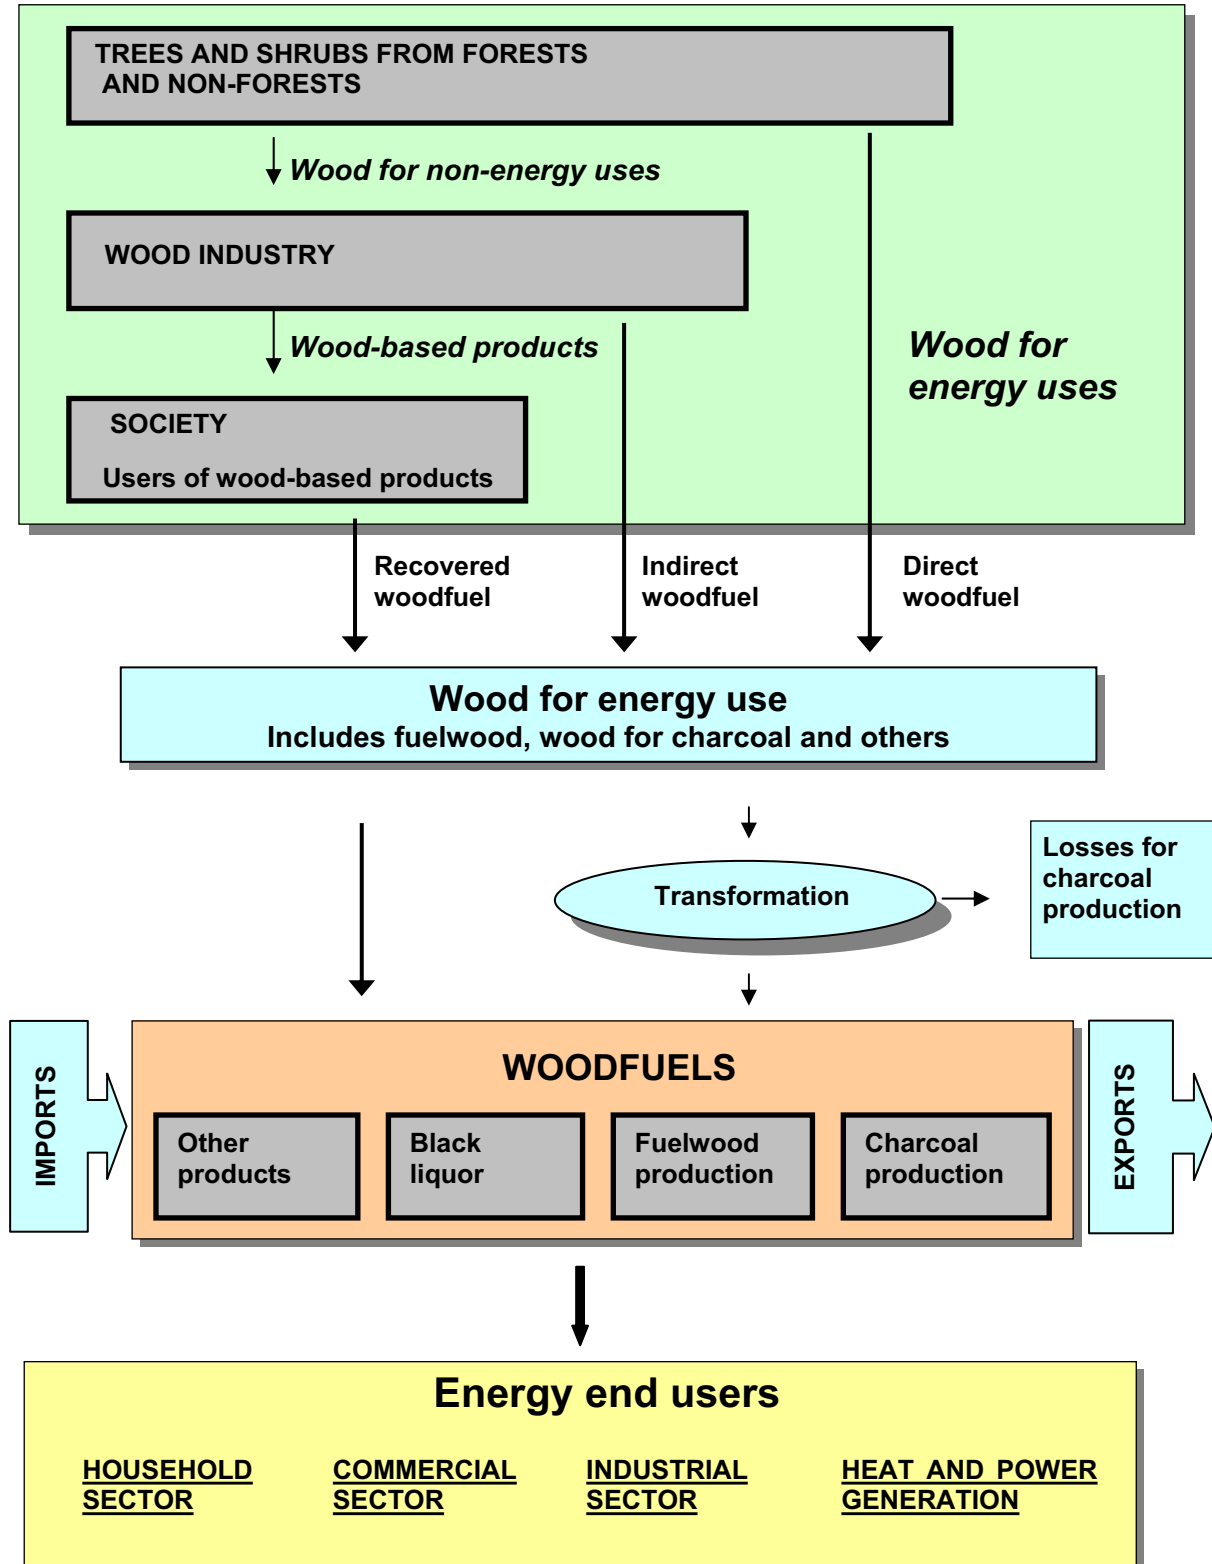 TREES AND SHRUBS FROM FORESTS
AND NON-FORESTS
Wood for non-energy uses
WOOD INDUSTRY
Wood-based products
Wood for
energy uses
SOCIETY
Users of wood-based products
Recovered
woodfuel
Indirect
woodfuel
Direct
woodfuel
Wood for energy use
Includes fuelwood, wood for charcoal and others
Transformation
Losses for
charcoal
production
IMPORTS
WOODFUELS
Other
products
Black
liquor
Fuelwood
production
Charcoal
production
EXPORTS
Energy end users
HOUSEHOLD
SECTOR
COMMERCIAL
SECTOR
INDUSTRIAL
SECTOR
HEAT AND POWER
GENERATION